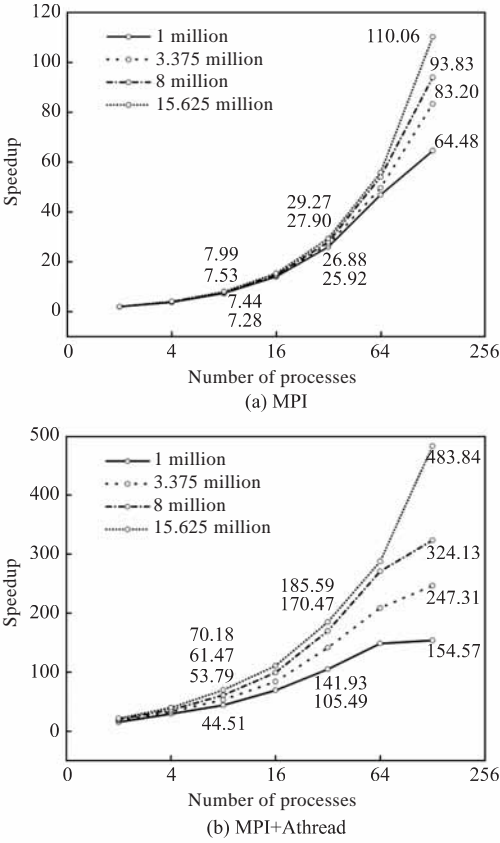 120
100
80
60
40
20
0
Speedup
1 million
3.375 million
8 million
15.625 million
110.06
93.83
83.20
64.48
29.27
27.90
26.88
25.92
7.99
7.53
7.44
7.28
0 4 16 64 256
Number of processes
(a) MPI
500
400
300
200
100
0
Speedup
1 million
3.375 million
8 million
15.625 million
483.84
324.13
247.31
154.57
185.59
170.47
141.93
105.49
70.18
61.47
53.79
44.51
0 4 16 64 256
Number of processes
(b) MPI+Athread